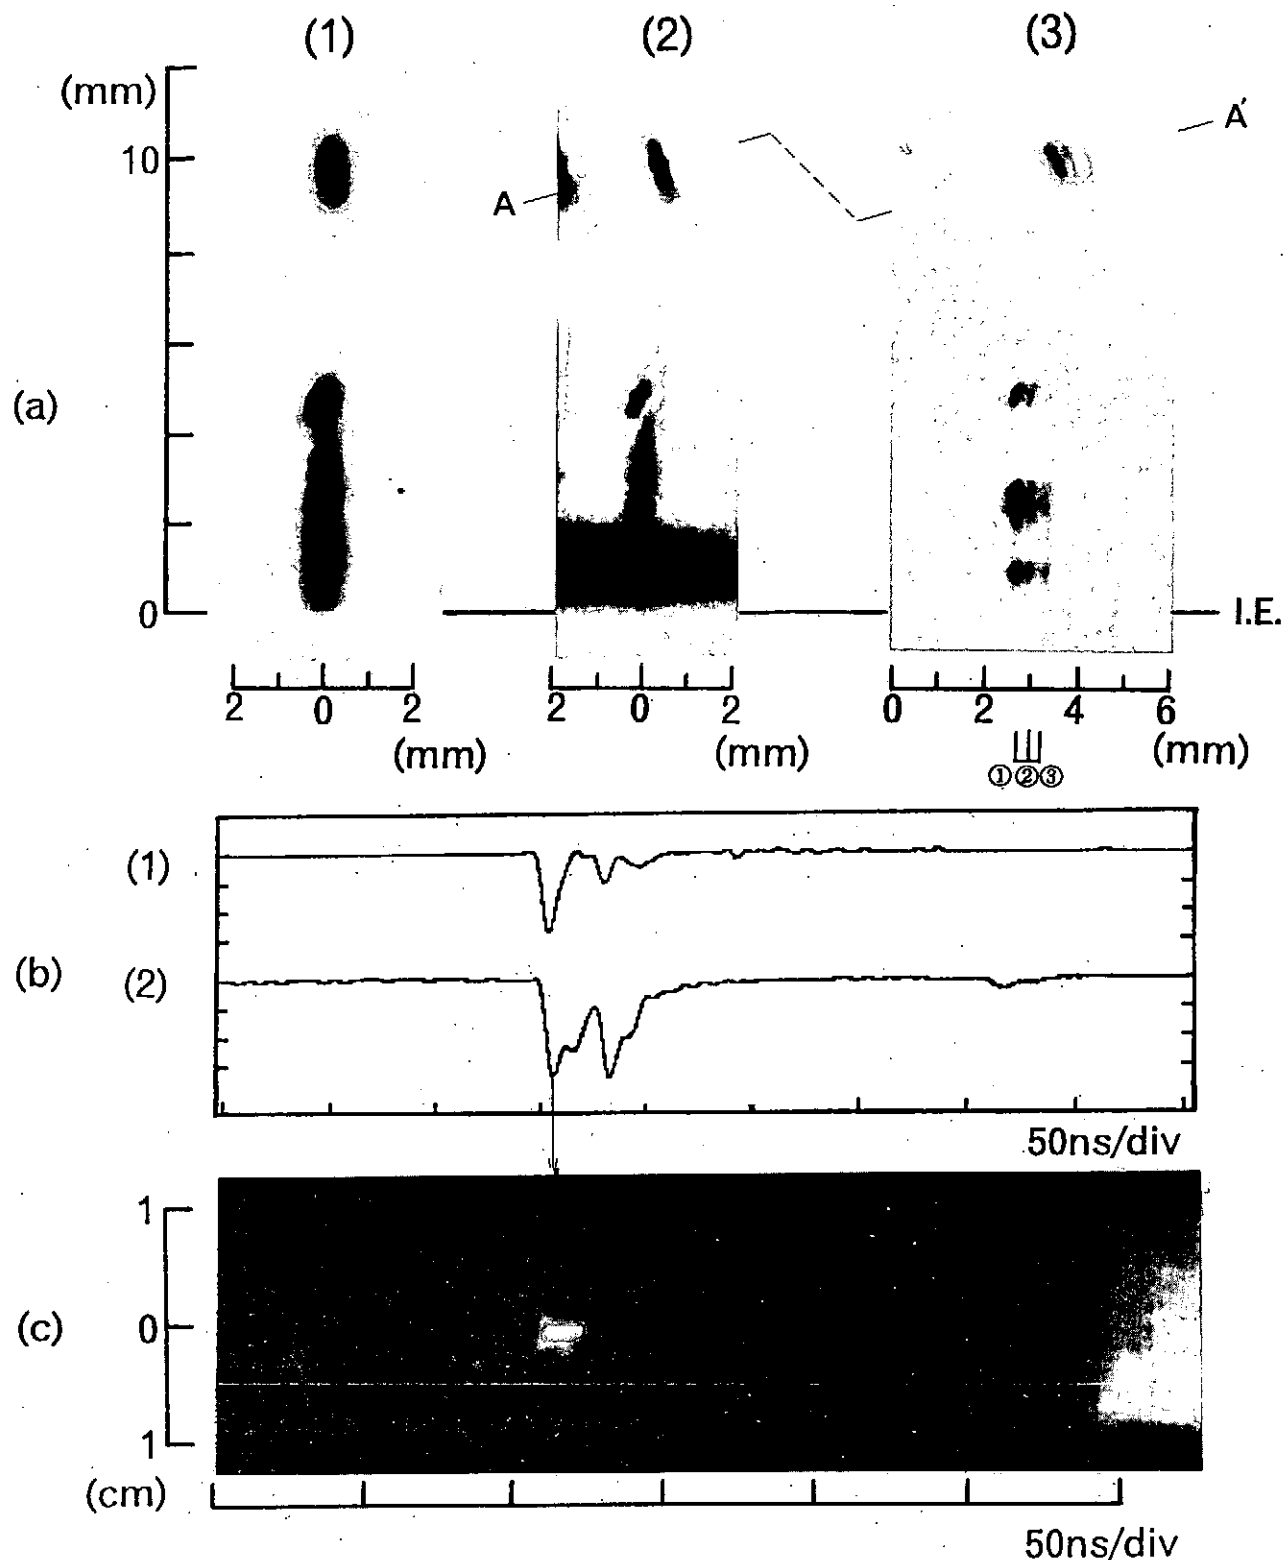 (1) (2) (3)
(mm)
A′
10
A
(a)
0
I.E.
2 0 2 2 0 2 0 2 4 6
(mm) (mm) (mm)
①②③
(1)
(b) (2)
50ns/div
1
(c) 0
1
(cm)
50ns/div